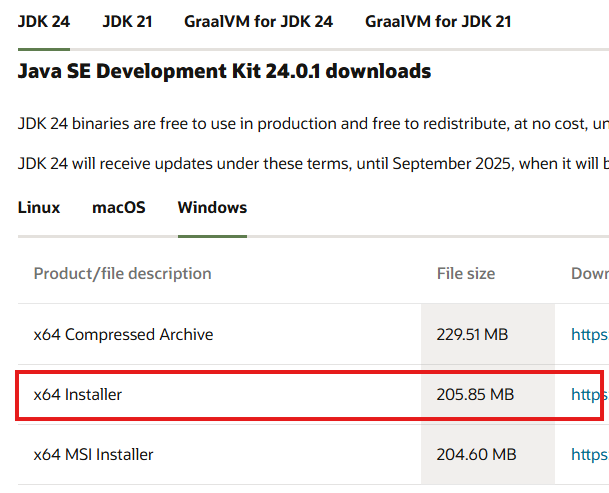 JDK 24 JDK 21 GraalVM for JDK 24 GraalVM for JDK 21
Java SE Development Kit 24.0.1 downloads
JDK 24 binaries are free to use in production and free to redistribute, at no cost,
JDK 24 will receive updates under these terms, until September 2025, when it will
Linux macOS Windows
Product/file description File size
x64 Compressed Archive 229.51 MB https
x64 Installer 205.85 MB https
x64 MSI Installer 204.60 MB https